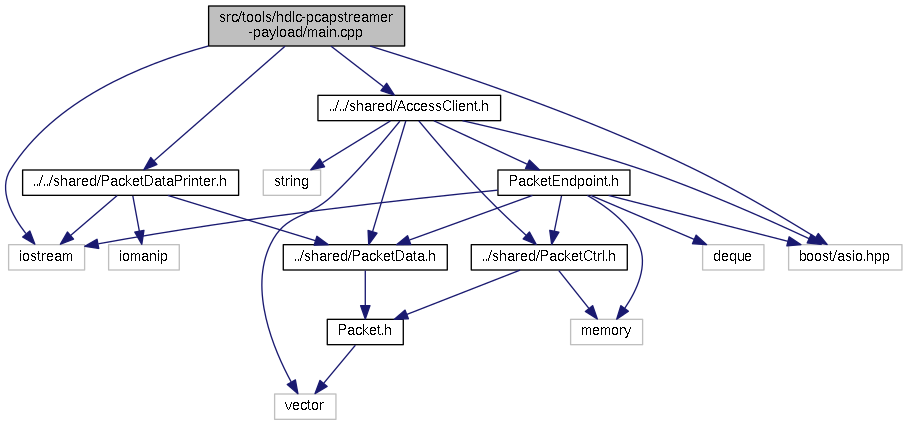 src/tools/hdlc-pcapstreamer
-payload/main.cpp
../../shared/AccessClient.h
../../shared/PacketDataPrinter.h
string
PacketEndpoint.h
iostream
iomanip
../shared/PacketData.h
../shared/PacketCtrl.h
deque
boost/asio.hpp
Packet.h
memory
vector